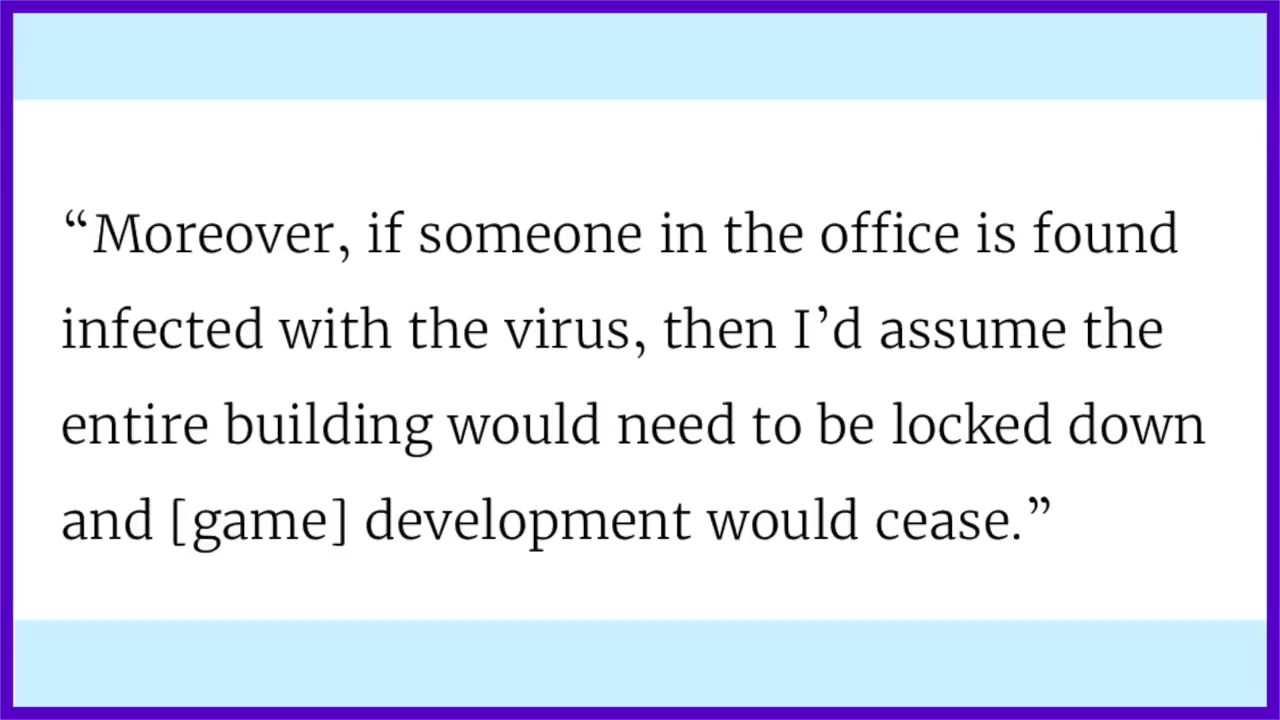 “Moreover, if someone in the office is found
infected with the virus, then I’d assume the
entire building would need to be locked down
and [game] development would cease.”